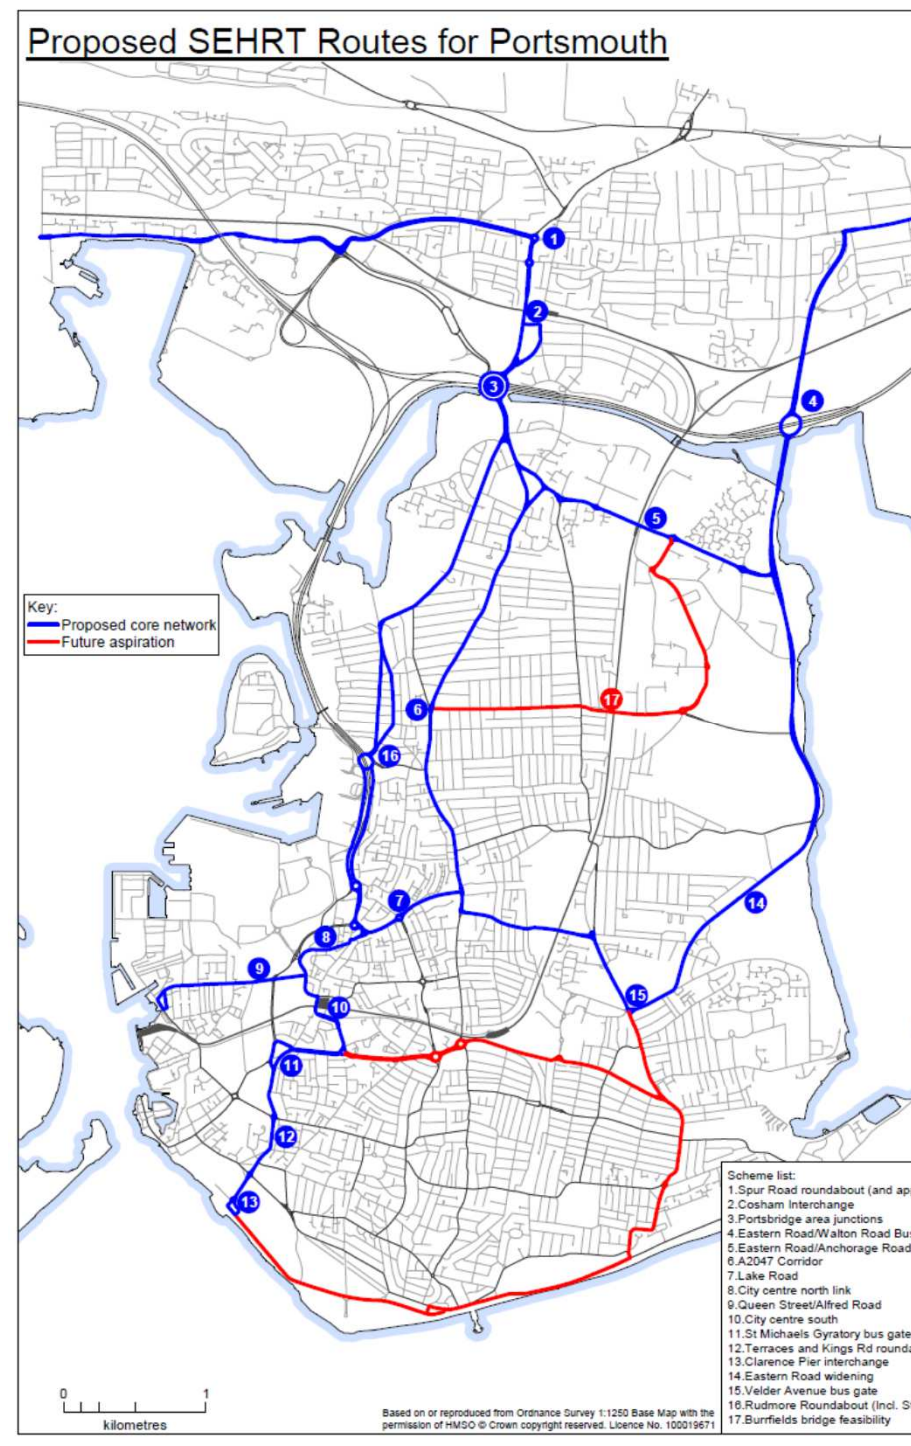 Proposed SEHRT Routes for Portsmouth
1
2
3
4
5
Key:
Proposed core network
Future aspiration
17
6
16
7
14
8
9
15
10
11
12
13
Scheme list:
1.Spur Road roundabout (and ap
2.Cosham Interchange
3.Portsbridge area junctions
4.Eastern Road/Walton Road Bus
5.Eastern Road/Anchorage Road
6.A2047 Corridor
7.Lake Road
8.City centre north link
9.Queen Street/Alfred Road
10.City centre south
11.St Michaels Gyratory bus gate
12.Terraces and Kings Rd rounda
13.Clarence Pier interchange
14.Eastern Road widening
15.Velder Avenue bus gate
16.Rudmore Roundabout (Incl. St
17.Burrfields bridge feasibility
0 1
kilometres
Based on or reproduced from Ordnance Survey 1:1250 Base Map with the
permission of HMSO © Crown copyright reserved. Licence No. 100019671